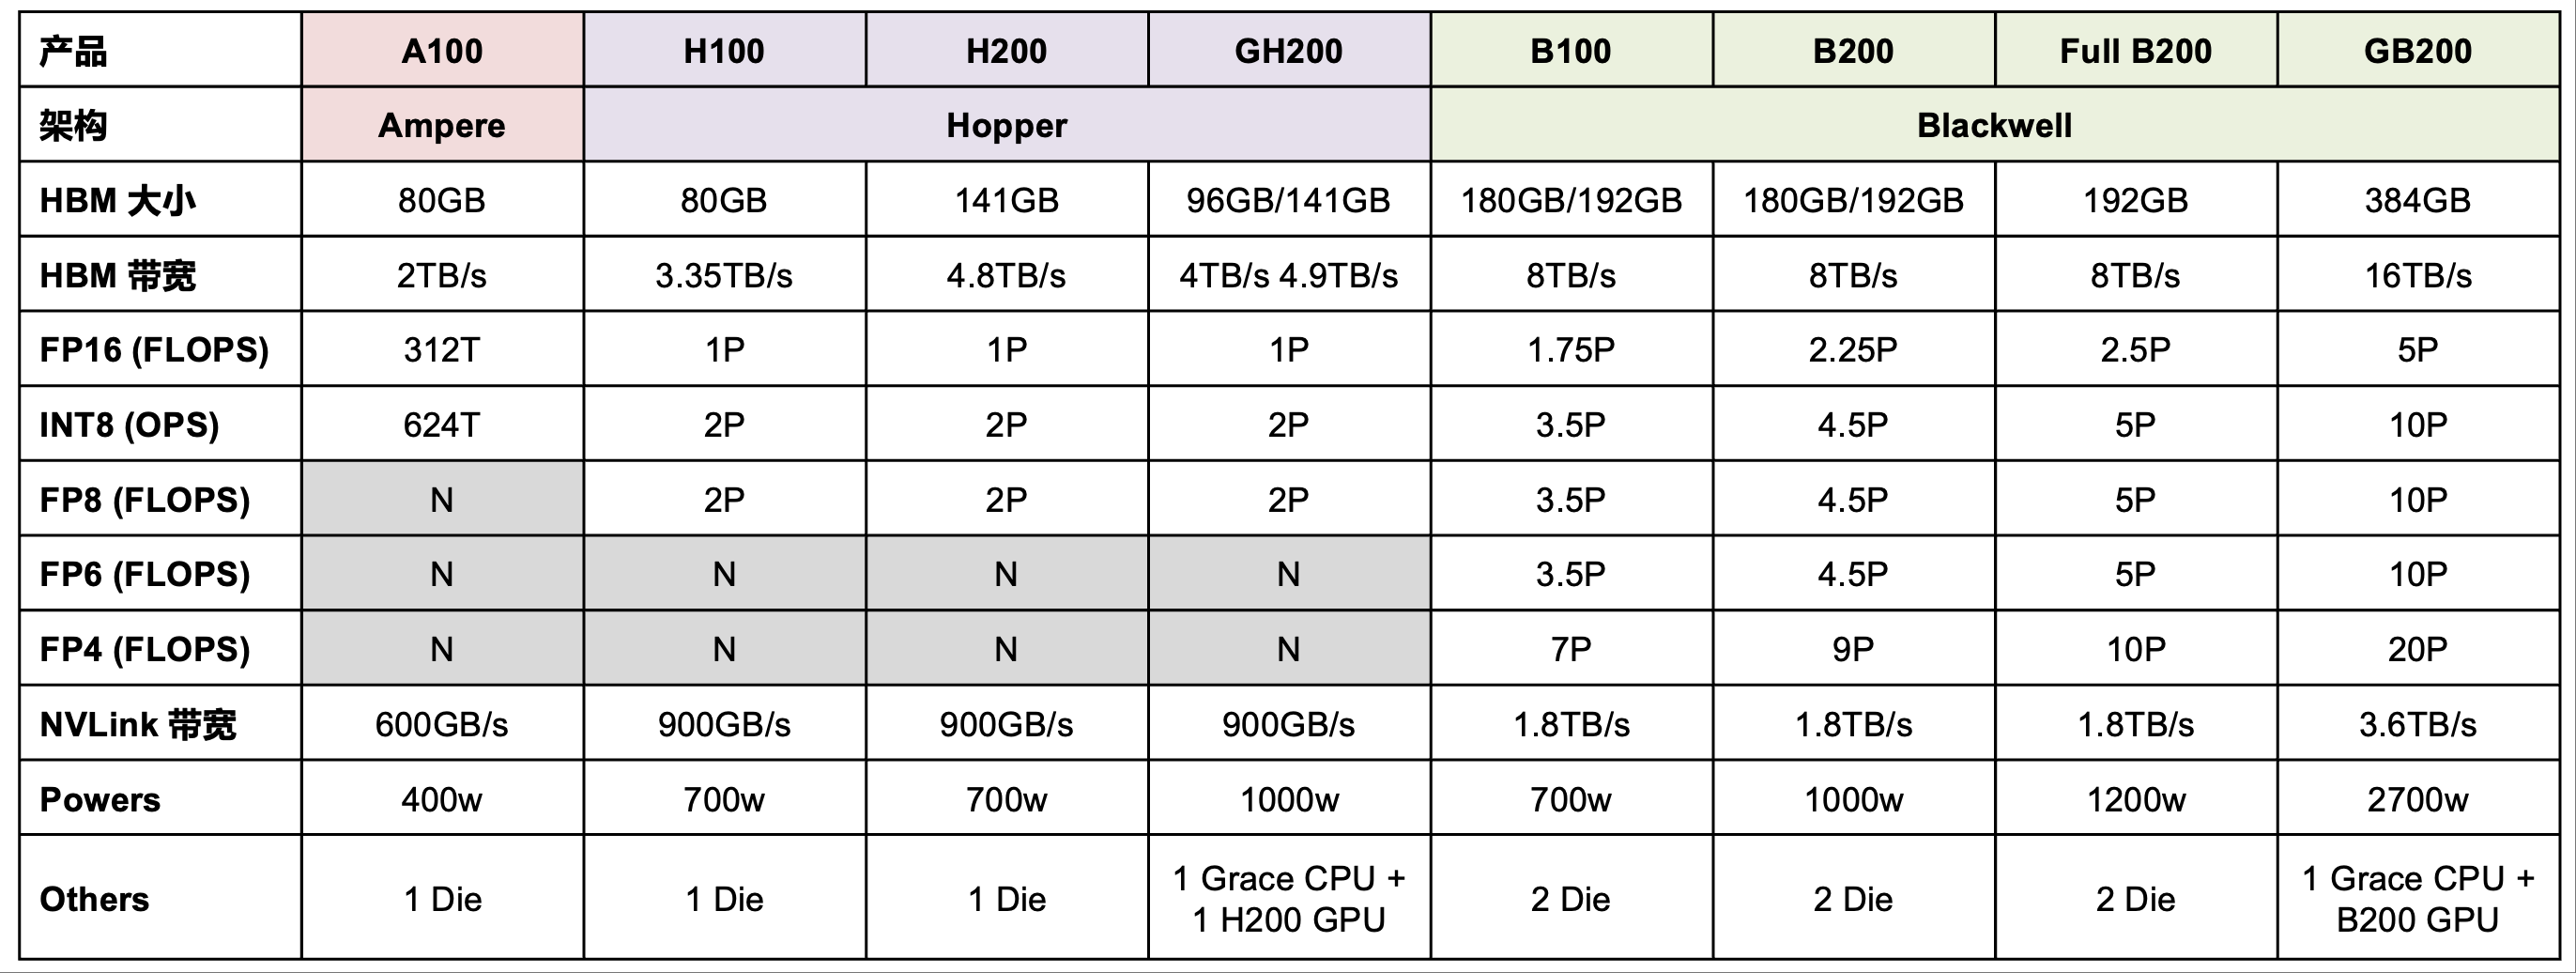 产品 A100 H100 H200 GH200 B100 B200 Full B200 GB200
架构 Ampere Hopper Blackwell
HBM 大小 80GB 80GB 141GB 96GB/141GB 180GB/192GB 180GB/192GB 192GB 384GB
HBM 带宽 2TB/s 3.35TB/s 4.8TB/s 4TB/s 4.9TB/s 8TB/s 8TB/s 8TB/s 16TB/s
FP16 (FLOPS) 312T 1P 1P 1P 1.75P 2.25P 2.5P 5P
INT8 (OPS) 624T 2P 2P 2P 3.5P 4.5P 5P 10P
FP8 (FLOPS) N 2P 2P 2P 3.5P 4.5P 5P 10P
FP6 (FLOPS) N N N N 3.5P 4.5P 5P 10P
FP4 (FLOPS) N N N N 7P 9P 10P 20P
NVLink 带宽 600GB/s 900GB/s 900GB/s 900GB/s 1.8TB/s 1.8TB/s 1.8TB/s 3.6TB/s
Powers 400w 700w 700w 1000w 700w 1000w 1200w 2700w
Others 1 Die 1 Die 1 Die 1 Grace CPU +
1 H200 GPU 2 Die 2 Die 2 Die 1 Grace CPU +
B200 GPU